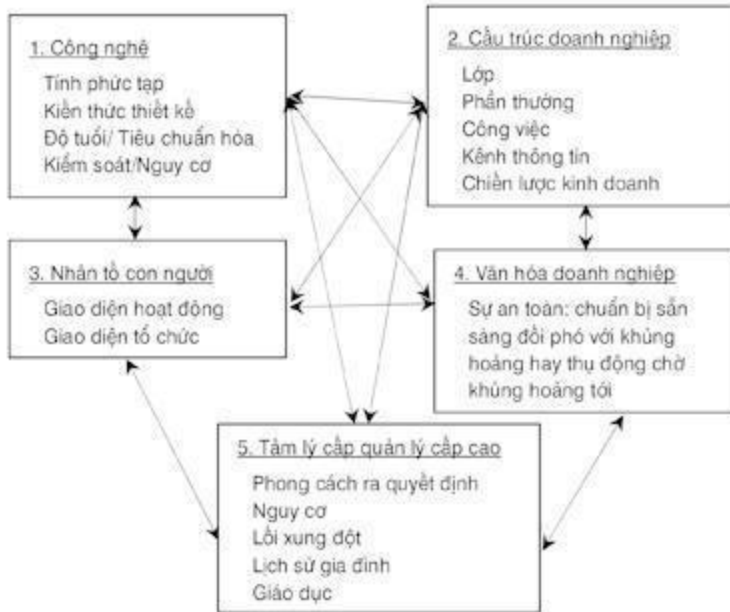 1. Công nghệ
Tính phức tạp
Kiến thức thiết kế
Độ tuổi/ Tiêu chuẩn hóa
Kiểm soát/Nguy cơ
2. Cấu trúc doanh nghiệp
Lớp
Phần thưởng
Công việc
Kênh thông tin
Chiến lược kinh doanh
3. Nhân tố con người
Giao diện hoạt động
Giao diện tổ chức
4. Văn hóa doanh nghiệp
Sự an toàn: chuẩn bị sẵn
sàng đối phó với khủng
hoảng hay thụ động chờ
khủng hoảng tới
5. Tâm lý cấp quản lý cấp cao
Phong cách ra quyết định
Nguy cơ
Lối xung đột
Lịch sử gia đình
Giáo dục